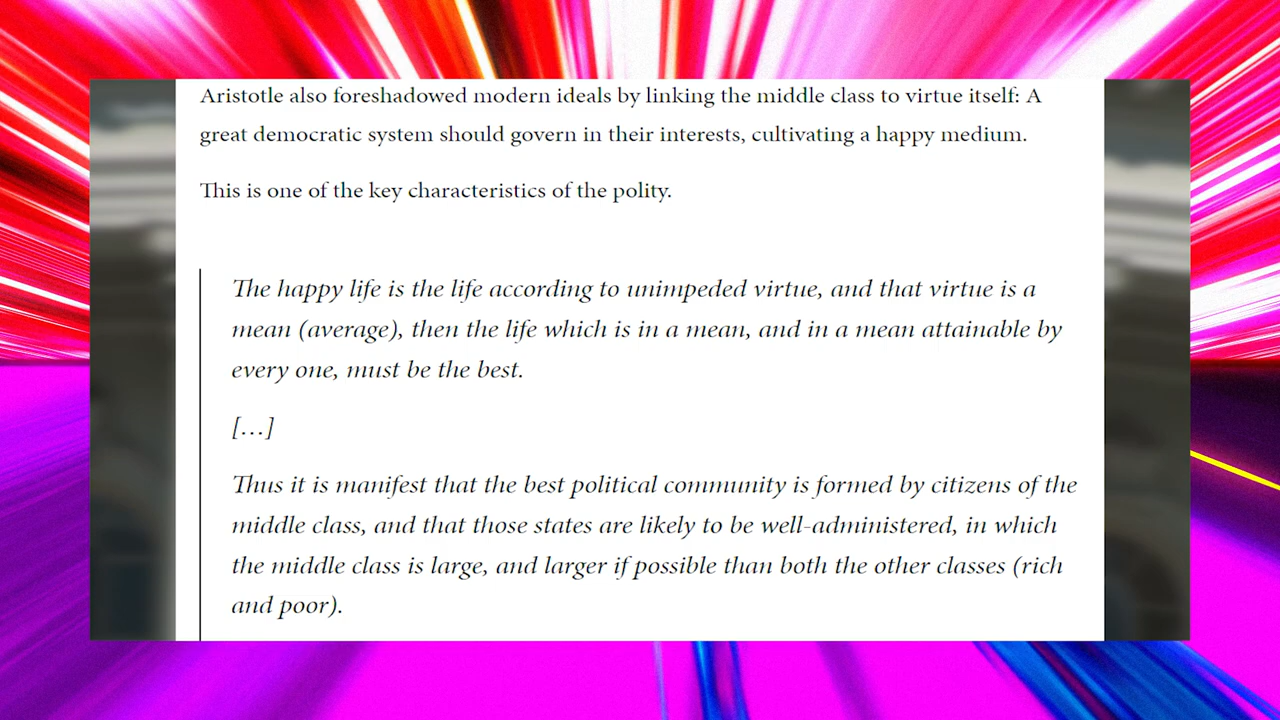 Aristotle also foreshadowed modern ideals by linking the middle class to virtue itself: A
great democratic system should govern in their interests, cultivating a happy medium.
This is one of the key characteristics of the polity.
The happy life is the life according to unimpeded virtue, and that virtue is a
mean (average), then the life which is in a mean, and in a mean attainable by
every one, must be the best.
[…]
Thus it is manifest that the best political community is formed by citizens of the
middle class, and that those states are likely to be well-administered, in which
the middle class is large, and larger if possible than both the other classes (rich
and poor).